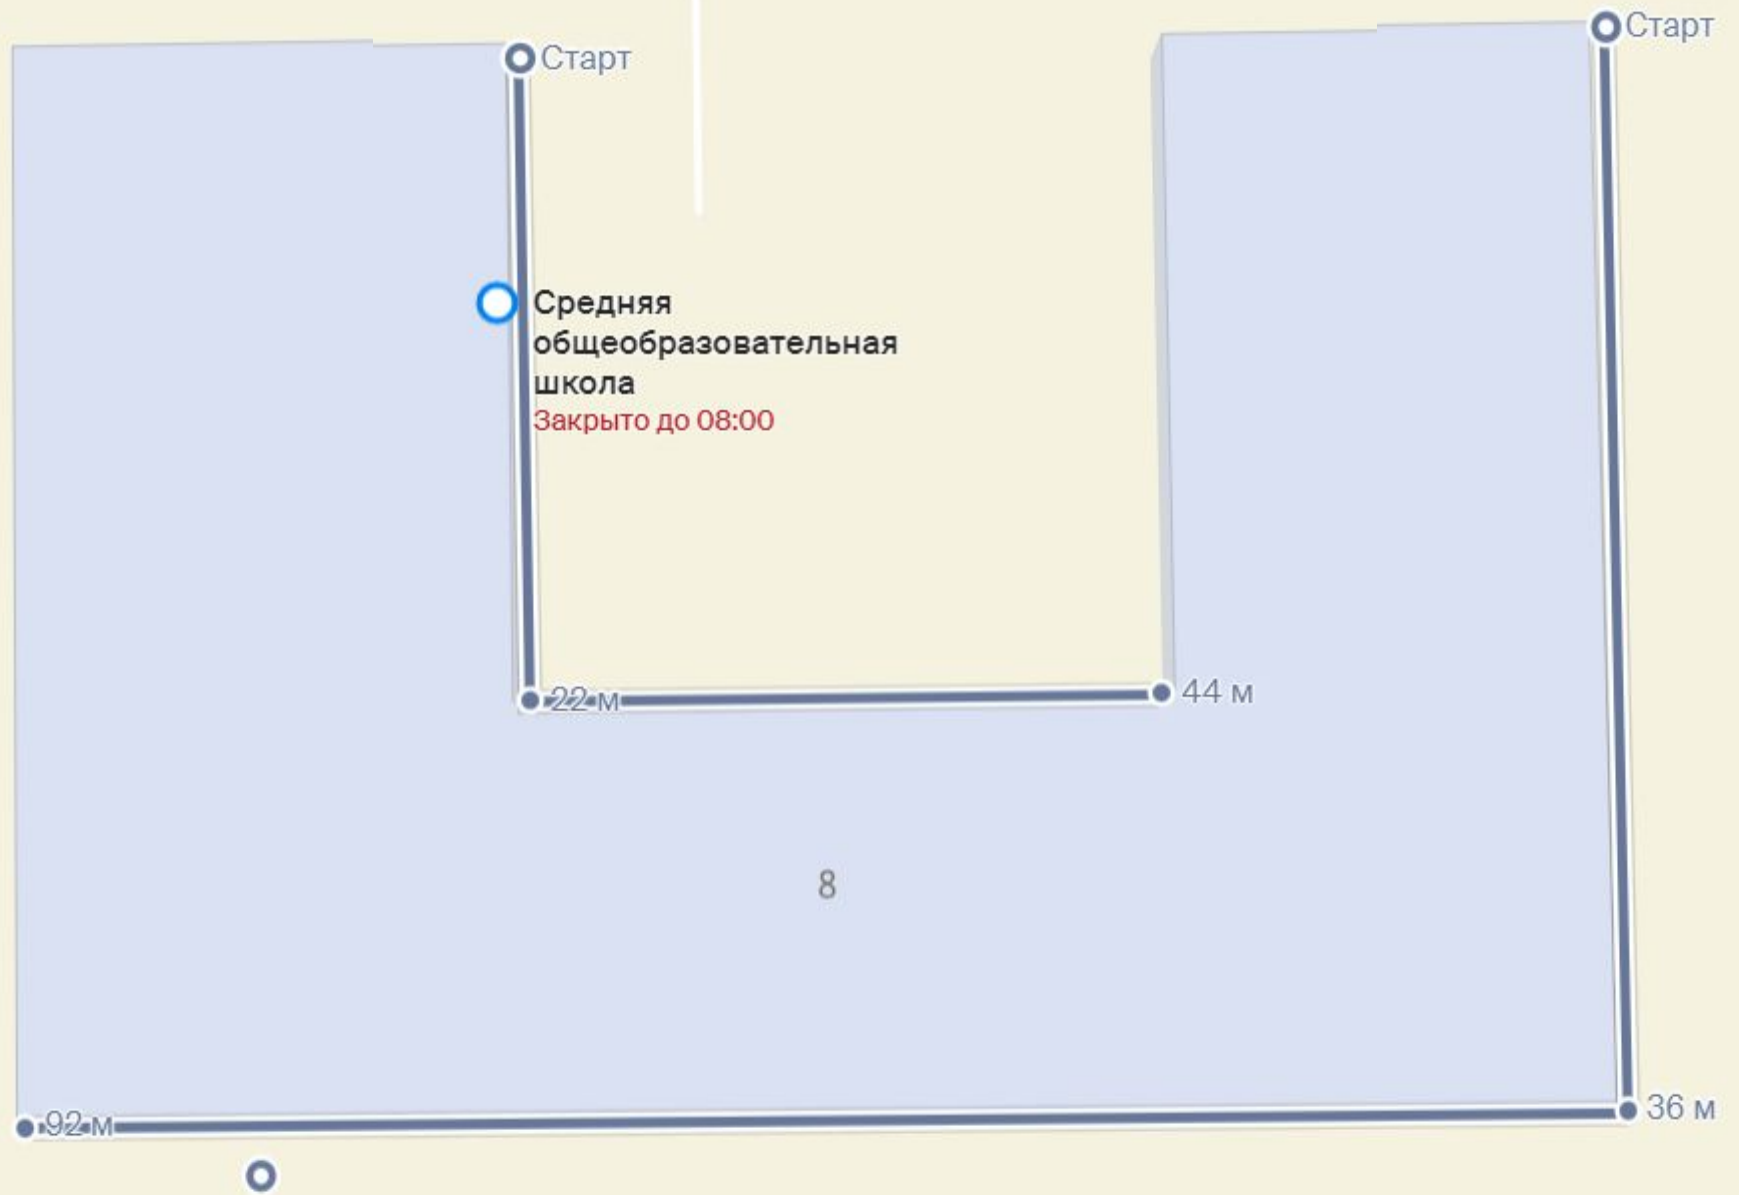 Старт
Старт
Средняя
общеобразовательная
школа
Закрыто до 08:00
22 м
44 м
8
92 м
36 м